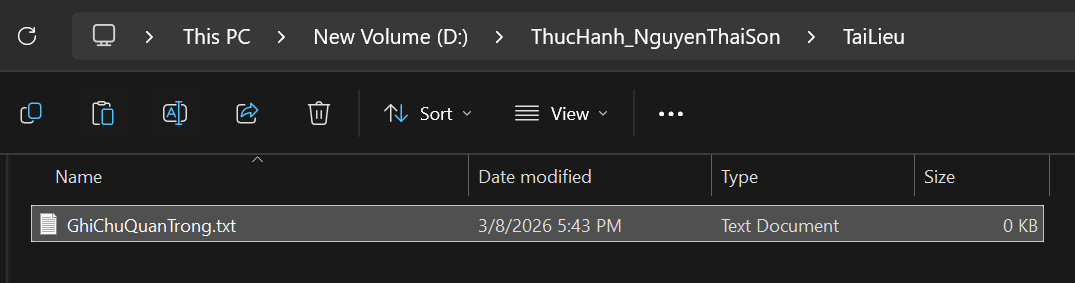 This PC > New Volume (D:) > ThucHanh_NguyenThaiSon > TaiLieu
Sort View
Name Date modified Type Size
GhiChuQuanTrong.txt 3/8/2026 5:43 PM Text Document 0 KB